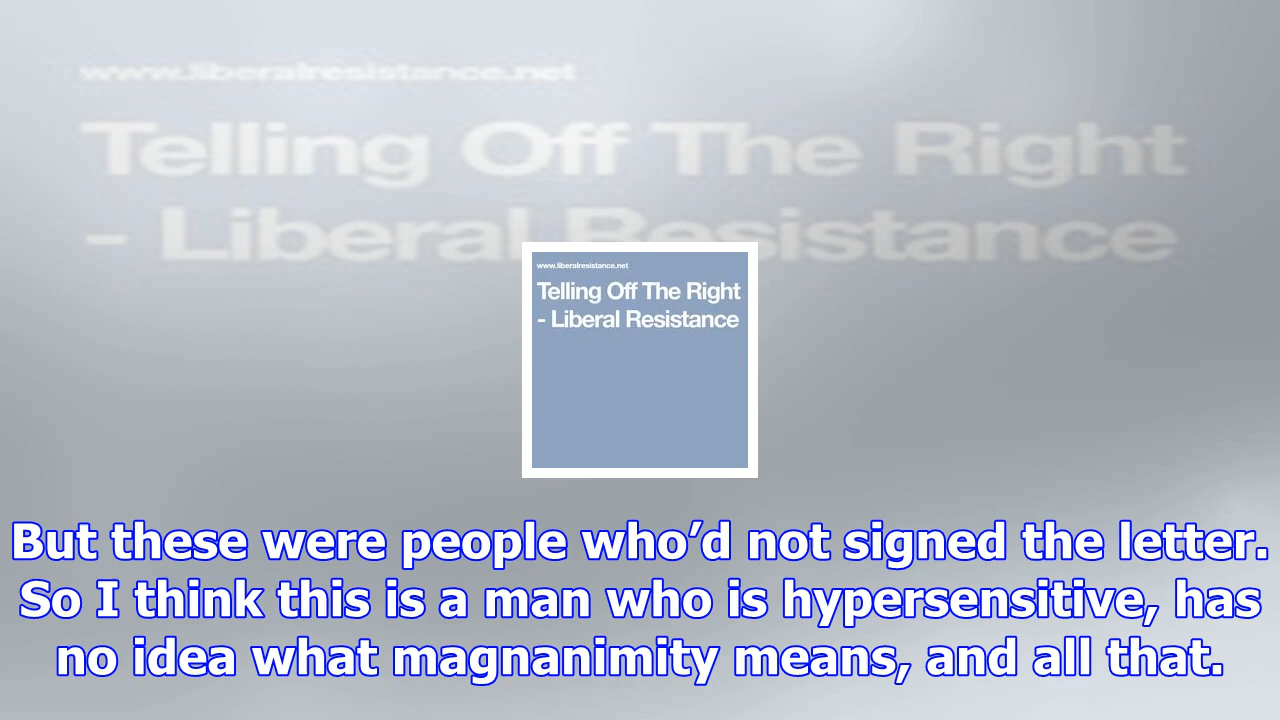 www.liberalresistance.net
Telling Off The Right
- Liberal Resistance
www.liberalresistance.net
Telling Off The Right
- Liberal Resistance
But these were people who’d not signed the letter.
So I think this is a man who is hypersensitive, has
no idea what magnanimity means, and all that.